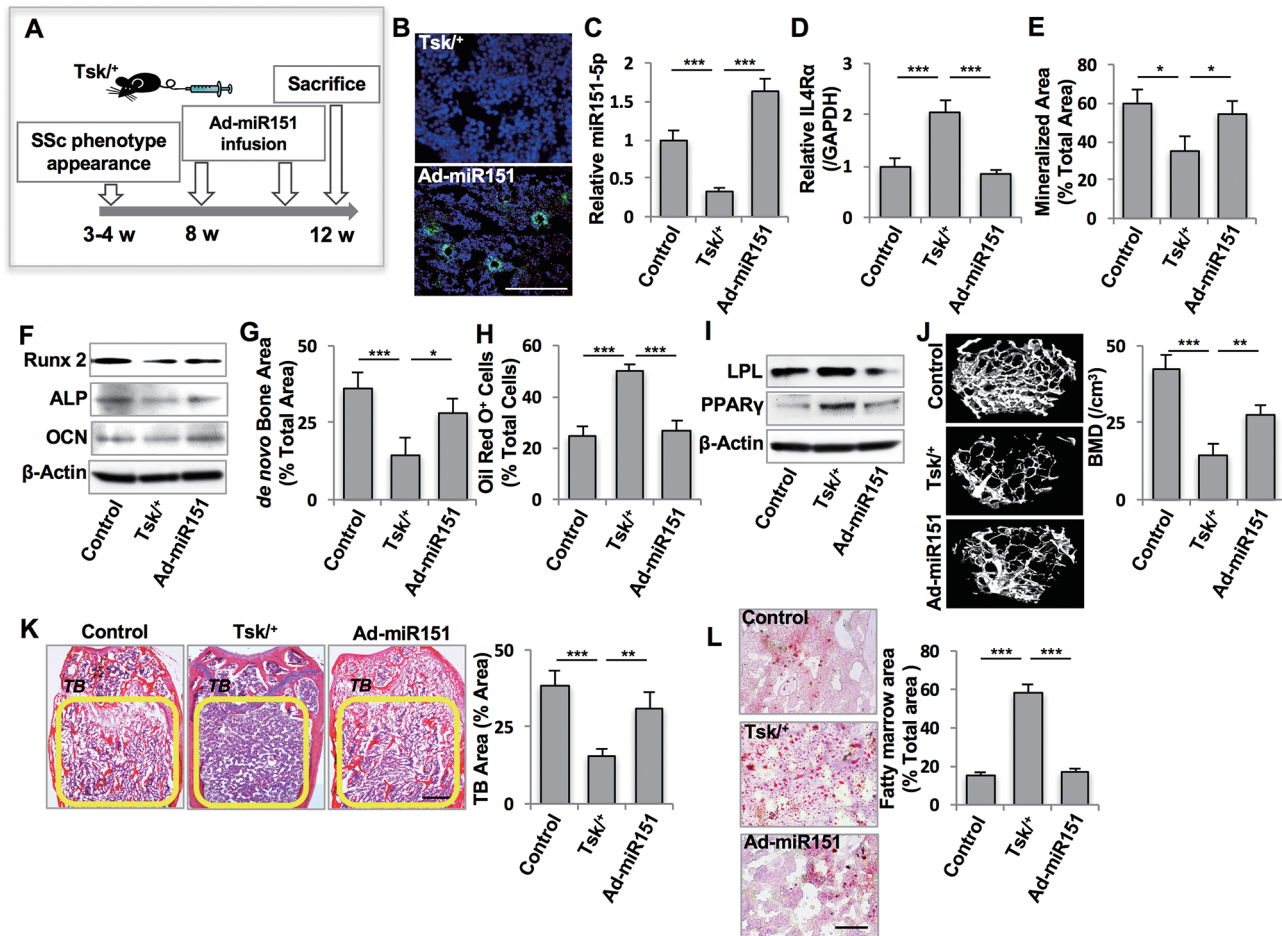 A
Tsk/+
Sacrifice
Ad-miR151
infusion
SSc phenotype
appearance
3-4 w
8 w
12 w
B
Tsk/+
Ad-miR151
C
Relative miR151-5p
2
1.5
1
0.5
0
***
***
Control
Tsk/+
Ad-miR151
D
Relative IL4Rα
(/GAPDH)
3
2
1
0
***
***
Control
Tsk/+
Ad-miR151
E
Mineralized Area
(% Total Area)
80
60
40
20
0
*
*
Control
Tsk/+
Ad-miR151
F
Runx 2
ALP
OCN
β-Actin
Control
Tsk/+
Ad-miR151
G
de novo Bone Area
(% Total Area)
50
25
0
***
*
Control
Tsk/+
Ad-miR151
H
Oil Red O+ Cells
(% Total Cells)
60
40
20
0
***
***
Control
Tsk/+
Ad-miR151
I
LPL
PPARγ
β-Actin
Control
Tsk/+
Ad-miR151
J
Control
Tsk/+
Ad-miR151
BMD (/cm3)
50
25
0
***
**
Control
Tsk/+
Ad-miR151
K
Control
Tsk/+
Ad-miR151
TB
TB
TB
TB Area (% Area)
50
25
0
***
**
Control
Tsk/+
Ad-miR151
L
Control
Tsk/+
Ad-miR151
Fatty marrow area
(% Total area)
80
60
40
20
0
***
***
Control
Tsk/+
Ad-miR151